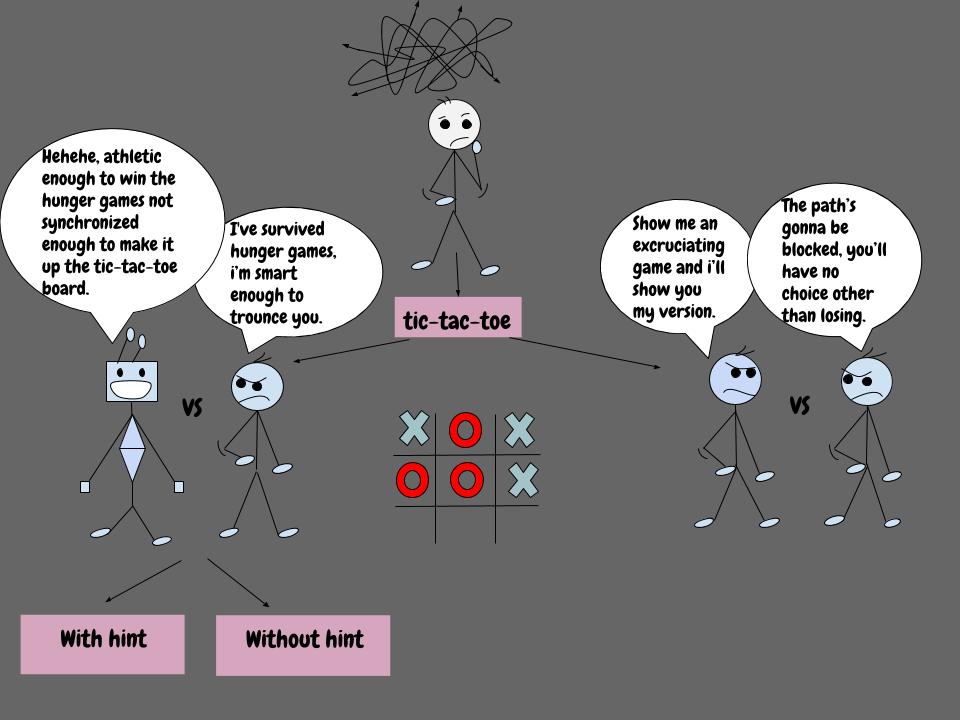 Hehehe, athletic
enough to win the
hunger games not
synchronized
enough to make it
up the tic-tac-toe
board.
I've survived
hunger games,
i'm smart
enough to
trounce you.
Show me an
excruciating
game and i'll
show you
my version.
The path's
gonna be
blocked, you'll
have no
choice other
than losing.
tic-tac-toe
vs
vs
X O X
O O X
With hint
Without hint